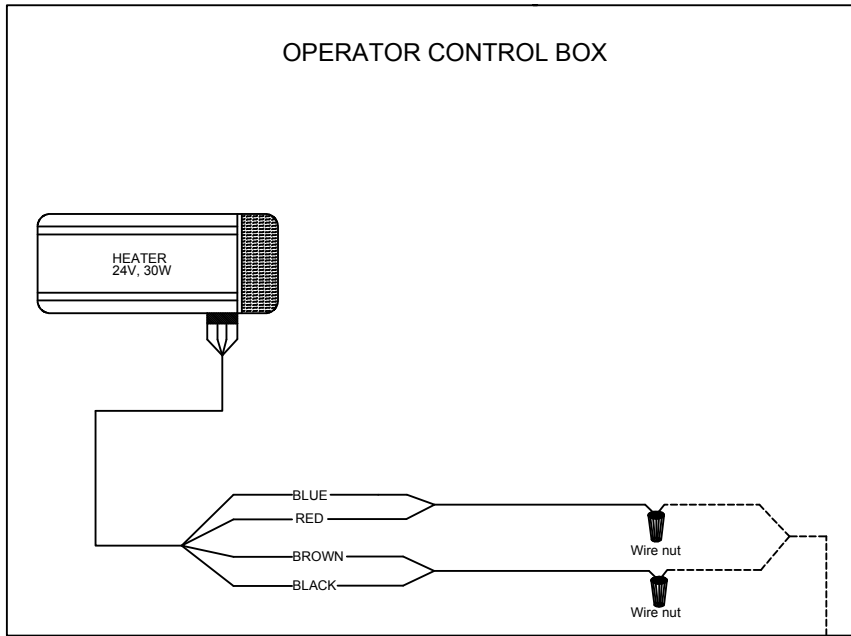 OPERATOR CONTROL BOX
HEATER
24V, 30W
BLUE
RED
BROWN
BLACK
Wire nut
Wire nut